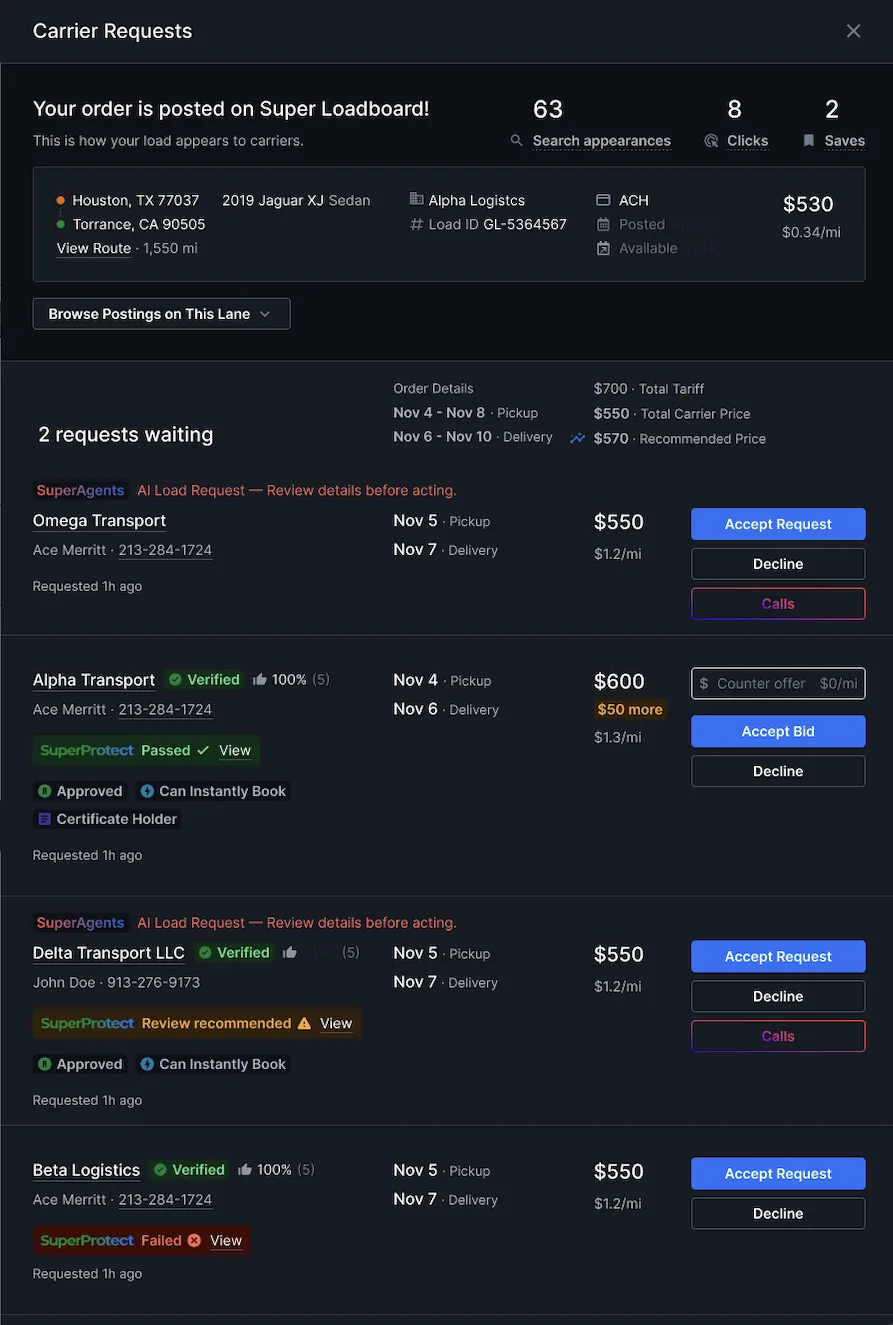 Carrier Requests
Your order is posted on Super Loadboard!
This is how your load appears to carriers.
63
Search appearances
8
Clicks
2
Saves
Houston, TX 77037
Torrance, CA 90505
View Route · 1,550 mi
2019 Jaguar XJ Sedan
Alpha Logistcs
# Load ID GL-5364567
ACH
Posted
Available
$530
$0.34/mi
Browse Postings on This Lane
2 requests waiting
Order Details
Nov 4 - Nov 8 · Pickup
Nov 6 - Nov 10 · Delivery
$700 · Total Tariff
$550 · Total Carrier Price
$570 · Recommended Price
SuperAgents AI Load Request — Review details before acting.
Omega Transport
Ace Merritt · 213-284-1724
Requested 1h ago
Nov 5 · Pickup
Nov 7 · Delivery
$550
$1.2/mi
Accept Request
Decline
Calls
Alpha Transport Verified 100% (5)
Ace Merritt · 213-284-1724
SuperProtect Passed View
Approved Can Instantly Book
Certificate Holder
Requested 1h ago
Nov 4 · Pickup
Nov 6 · Delivery
$600
$50 more
$1.3/mi
$ Counter offer $0/mi
Accept Bid
Decline
SuperAgents AI Load Request — Review details before acting.
Delta Transport LLC Verified (5)
John Doe · 913-276-9173
SuperProtect Review recommended View
Approved Can Instantly Book
Requested 1h ago
Nov 5 · Pickup
Nov 7 · Delivery
$550
$1.2/mi
Accept Request
Decline
Calls
Beta Logistics Verified 100% (5)
Ace Merritt · 213-284-1724
SuperProtect Failed View
Requested 1h ago
Nov 5 · Pickup
Nov 7 · Delivery
$550
$1.2/mi
Accept Request
Decline